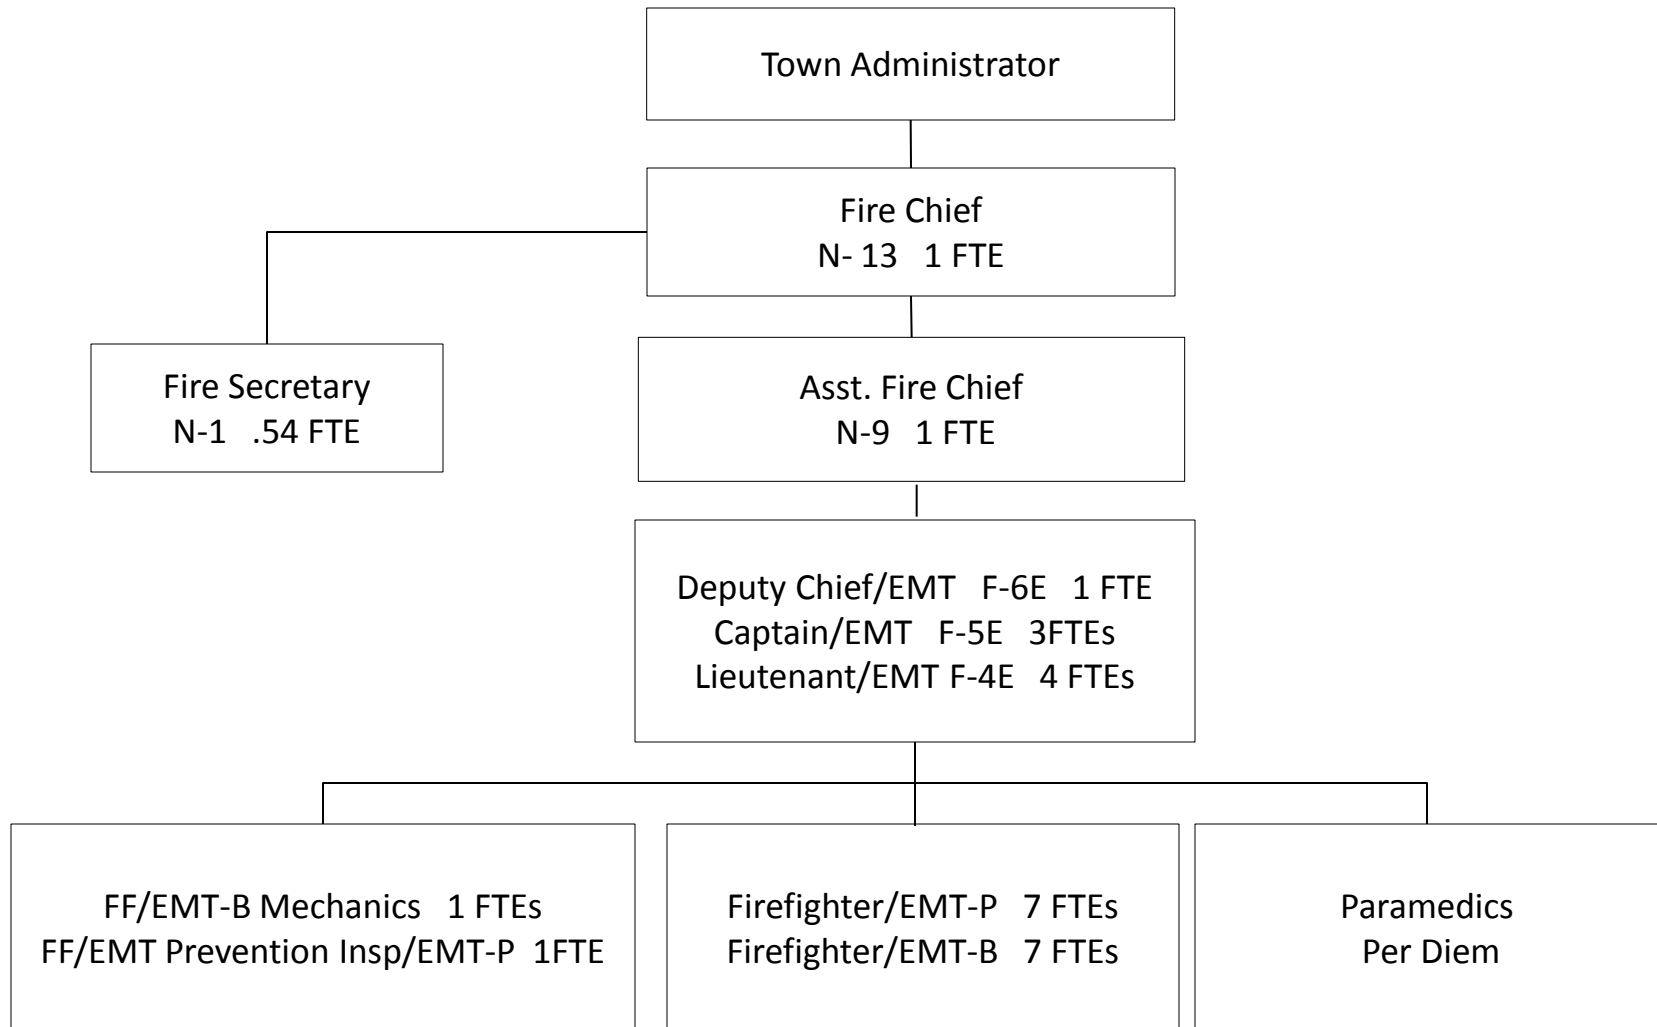 Town Administrator
Fire Chief
N- 13 1 FTE
Fire Secretary
N-1 .54 FTE
Asst. Fire Chief
N-9 1 FTE
Deputy Chief/EMT F-6E 1 FTE
Captain/EMT F-5E 3FTEs
Lieutenant/EMT F-4E 4 FTEs
FF/EMT-B Mechanics 1 FTEs
FF/EMT Prevention Insp/EMT-P 1FTE
Firefighter/EMT-P 7 FTEs
Firefighter/EMT-B 7 FTEs
Paramedics
Per Diem